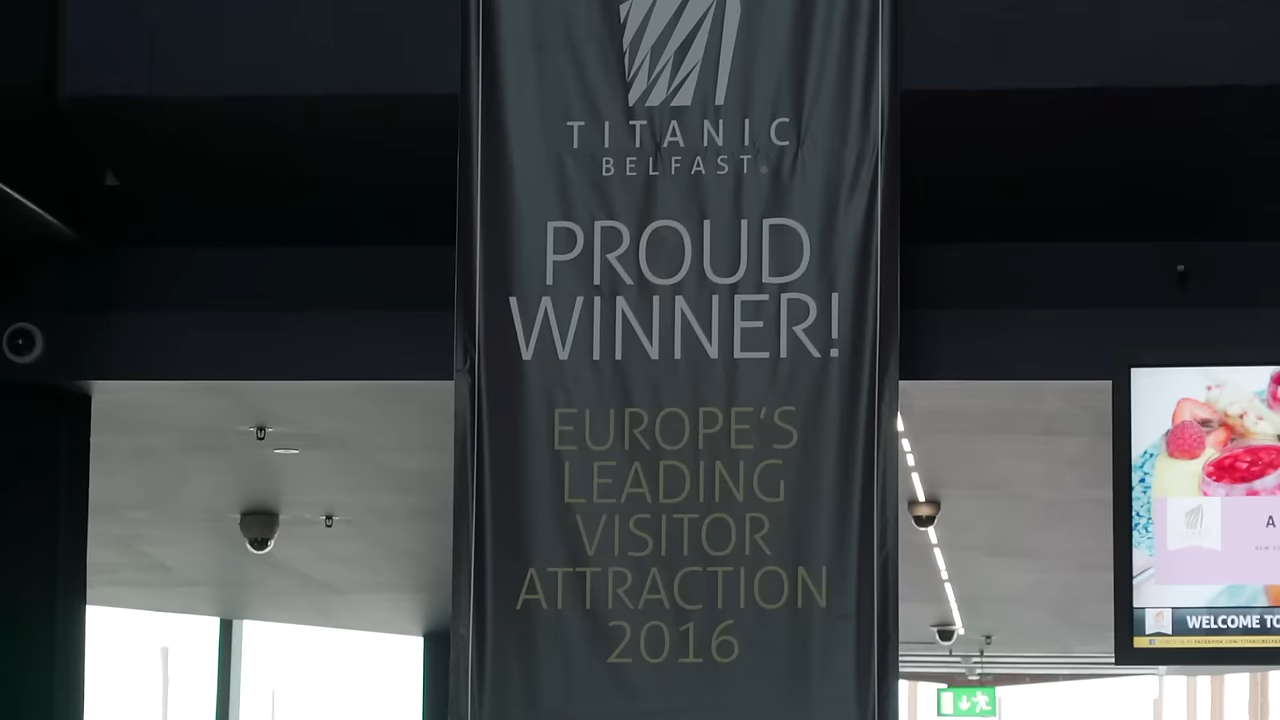 TITANIC
BELFAST
PROUD
WINNER!
EUROPE'S
LEADING
VISITOR
ATTRACTION
2016
A
WELCOME TO